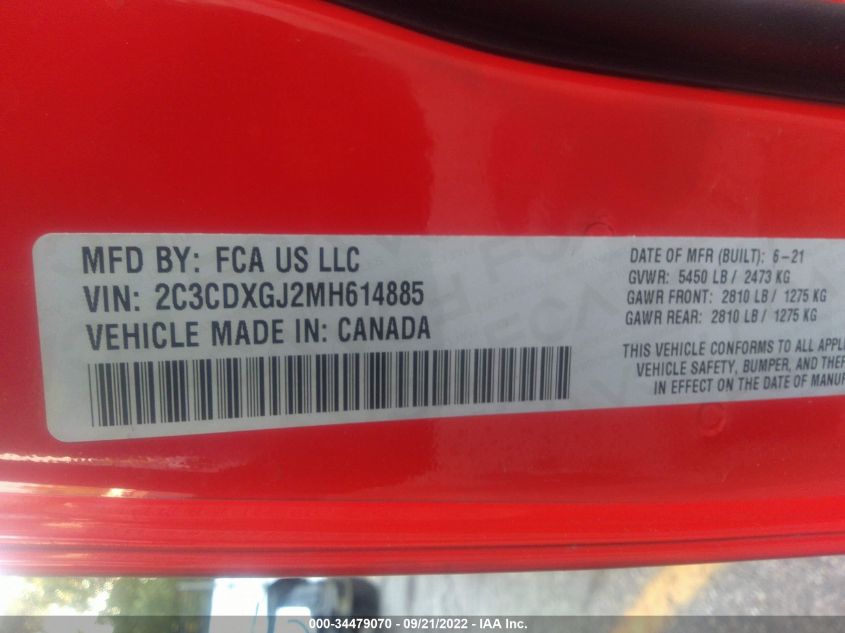 MFD BY: FCA US LLC
VIN: 2C3CDXGJ2MH614885
VEHICLE MADE IN: CANADA
DATE OF MFR (BUILT): 6-21
GVWR: 5450 LB / 2473 KG
GAWR FRONT: 2810 LB / 1275 KG
GAWR REAR: 2810 LB / 1275 KG
THIS VEHICLE CONFORMS TO ALL APPL
VEHICLE SAFETY, BUMPER, AND THEF
IN EFFECT ON THE DATE OF MANUF
000-34479070 - 09/21/2022 - IAA Inc.